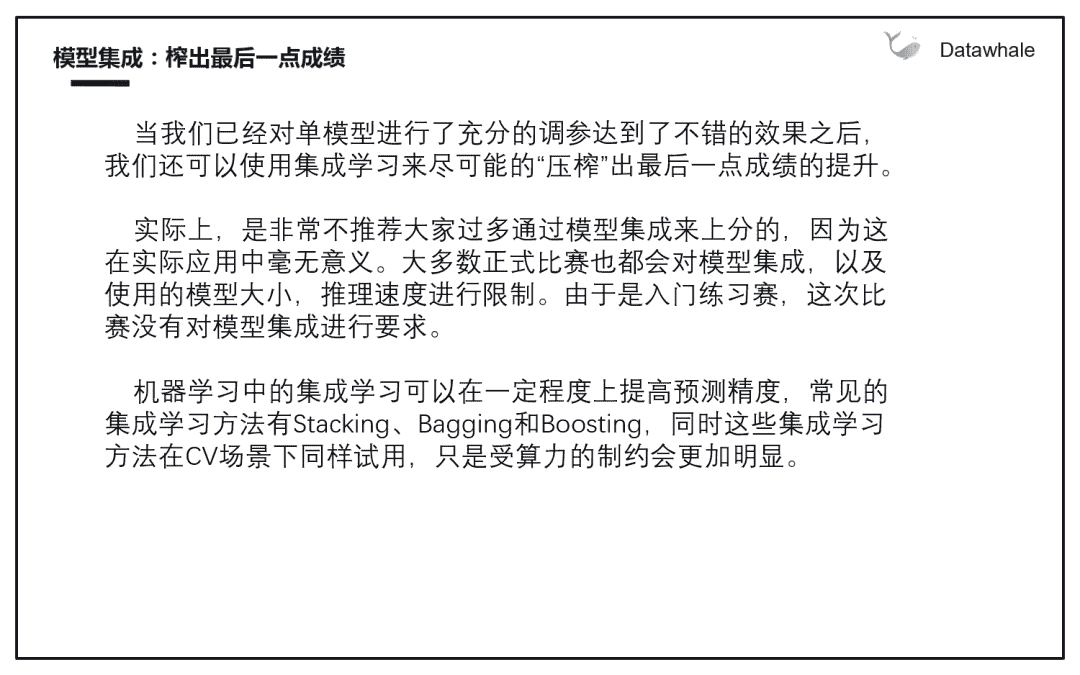 模型集成：榨出最后一点成绩
Datawhale
当我们已经对单模型进行了充分的调参达到了不错的效果之后，
我们还可以使用集成学习来尽可能的“压榨”出最后一点成绩的提升。
实际上，是非常不推荐大家过多通过模型集成来上分的，因为这
在实际应用中毫无意义。大多数正式比赛也都会对模型集成，以及
使用的模型大小，推理速度进行限制。由于是入门练习赛，这次比
赛没有对模型集成进行要求。
机器学习中的集成学习可以在一定程度上提高预测精度，常见的
集成学习方法有Stacking、Bagging和Boosting，同时这些集成学习
方法在CV场景下同样试用，只是受算力的制约会更加明显。